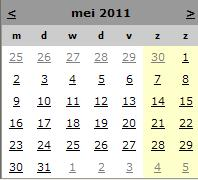 < mei 2011 >
m d w d v z z
25 26 27 28 29 30 1
2 3 4 5 6 7 8
9 10 11 12 13 14 15
16 17 18 19 20 21 22
23 24 25 26 27 28 29
30 31 1 2 3 4 5